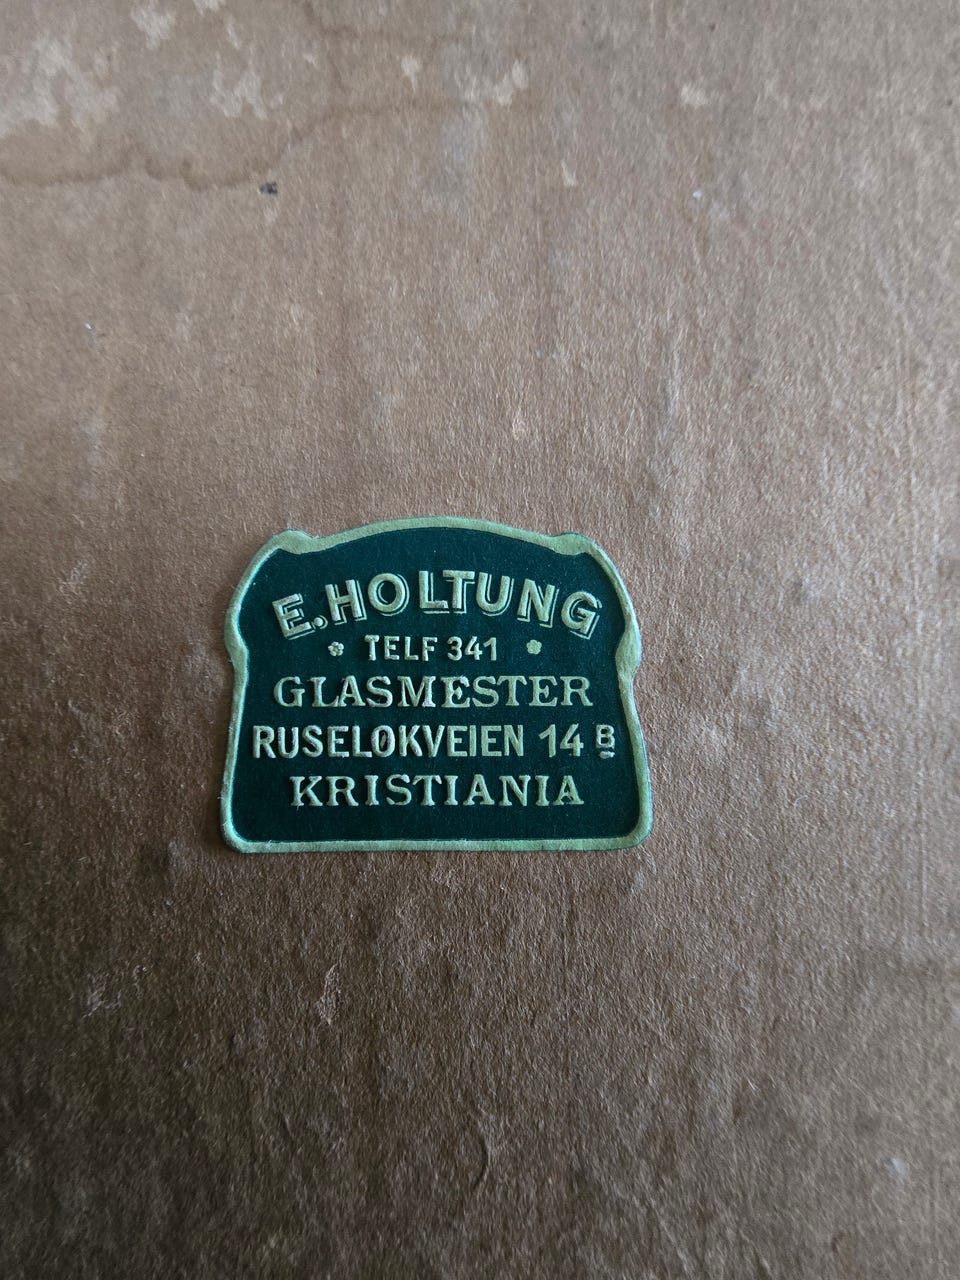 E. HOLTUNG
TELF 341
GLASMESTER
RUSELØKVEIEN 14 B
KRISTIANIA